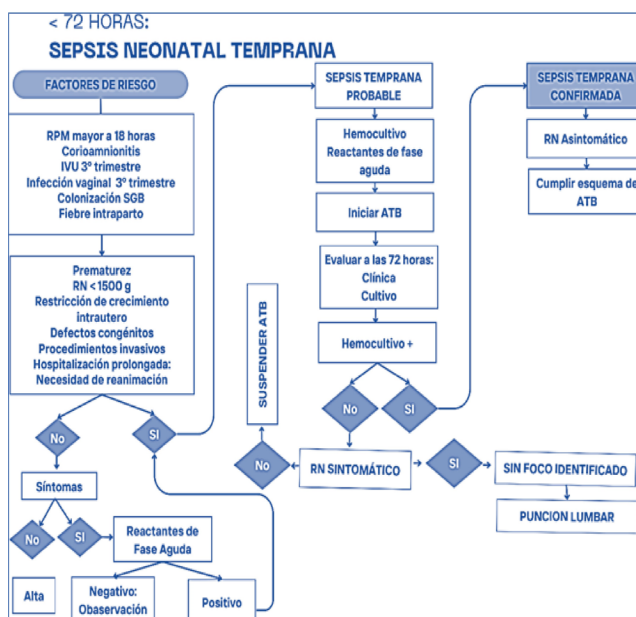 < 72 HORAS:
SEPSIS NEONATAL TEMPRANA
FACTORES DE RIESGO
RPM mayor a 18 horas
Corioamnionitis
IVU 3º trimestre
Infección vaginal 3º trimestre
Colonización SGB
Fiebre intraparto
Prematurez
RN < 1500 g
Restricción de crecimiento
intrautero
Defectos congénitos
Procedimientos invasivos
Hospitalización prolongada:
Necesidad de reanimación
No
SI
Síntomas
No
SI
Reactantes de
Fase Aguda
Alta
Negativo:
Obaservación
Positivo
SEPSIS TEMPRANA
PROBABLE
Hemocultivo
Reactantes de fase
aguda
Iniciar ATB
Evaluar a las 72 horas:
Clínica
Cultivo
Hemocultivo +
No
SI
SUSPENDER ATB
No
RN SINTOMÁTICO
SI
SIN FOCO IDENTIFICADO
PUNCION LUMBAR
SEPSIS TEMPRANA
CONFIRMADA
RN Asintomático
Cumplir esquema de
ATB